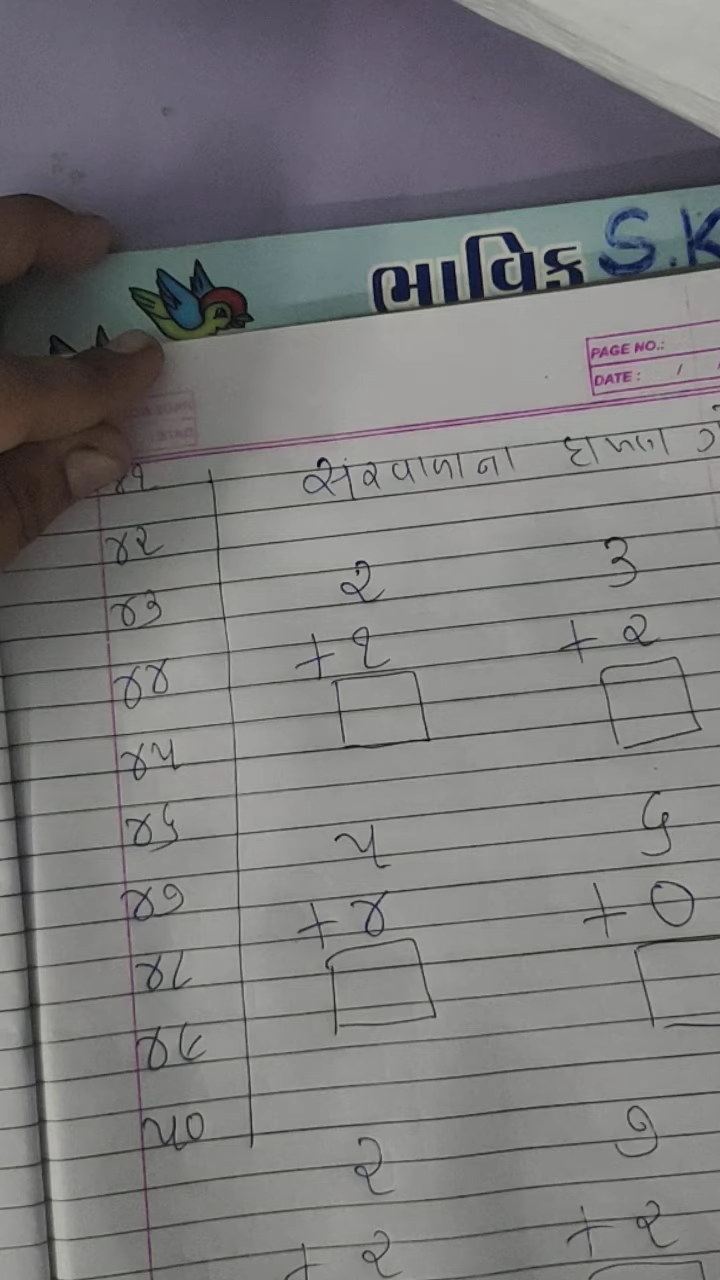 ભાવિક S.K
PAGE NO.:
DATE : / /
૪૧ સરવાળાના દાખલા
૪૨
૨ ૩
૪૩
+ ૧ + ૨
૪૪
૪૫
૪૬
૫ ૬
૪૭
+ ૪ + ૦
૪૮
૪૯
૫૦
૨ ૭
+ ૨ + ૨